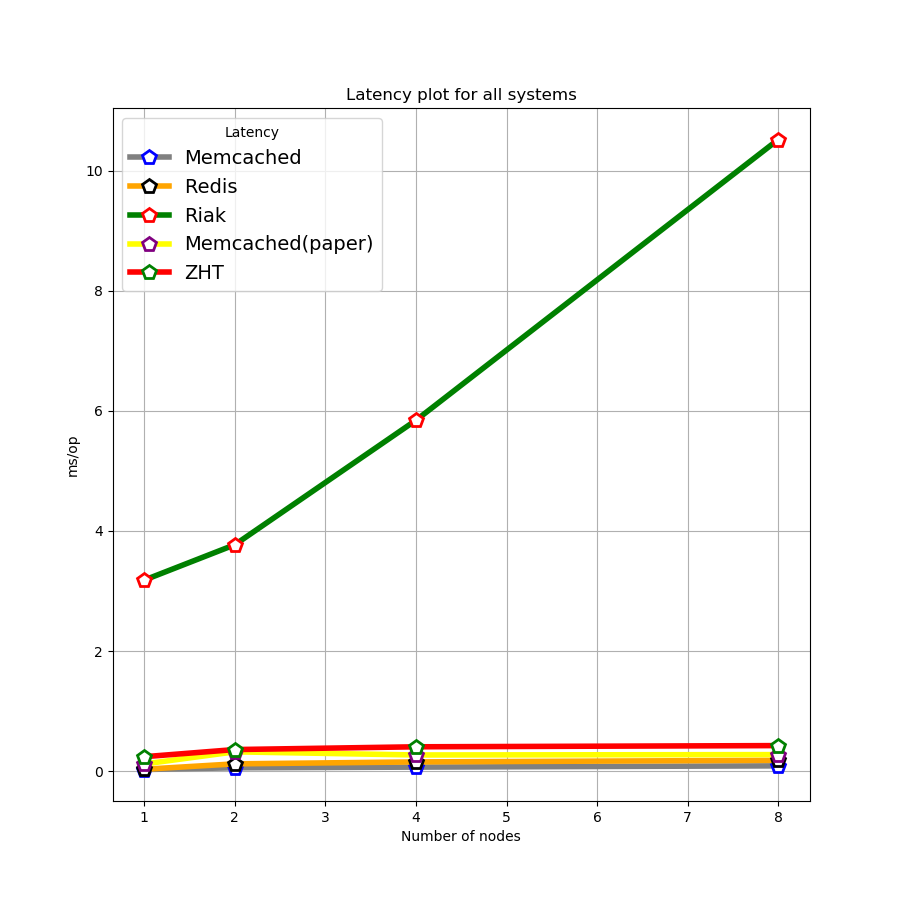 Latency plot for all systems
Latency
Memcached
Redis
Riak
Memcached(paper)
ZHT
ms/op
10
8
6
4
2
0
1 2 3 4 5 6 7 8
Number of nodes